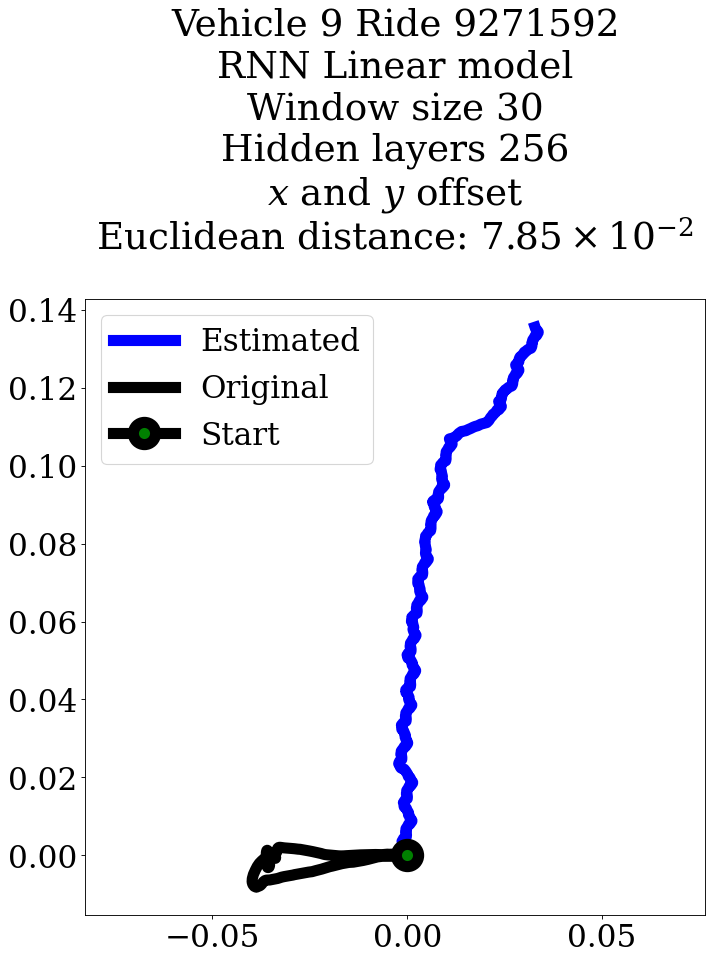 Vehicle 9 Ride 9271592
RNN Linear model
Window size 30
Hidden layers 256
x and y offset
Euclidean distance: 7.85 × 10⁻²
0.14
0.12
0.10
0.08
0.06
0.04
0.02
0.00
Estimated
Original
Start
−0.05 0.00 0.05